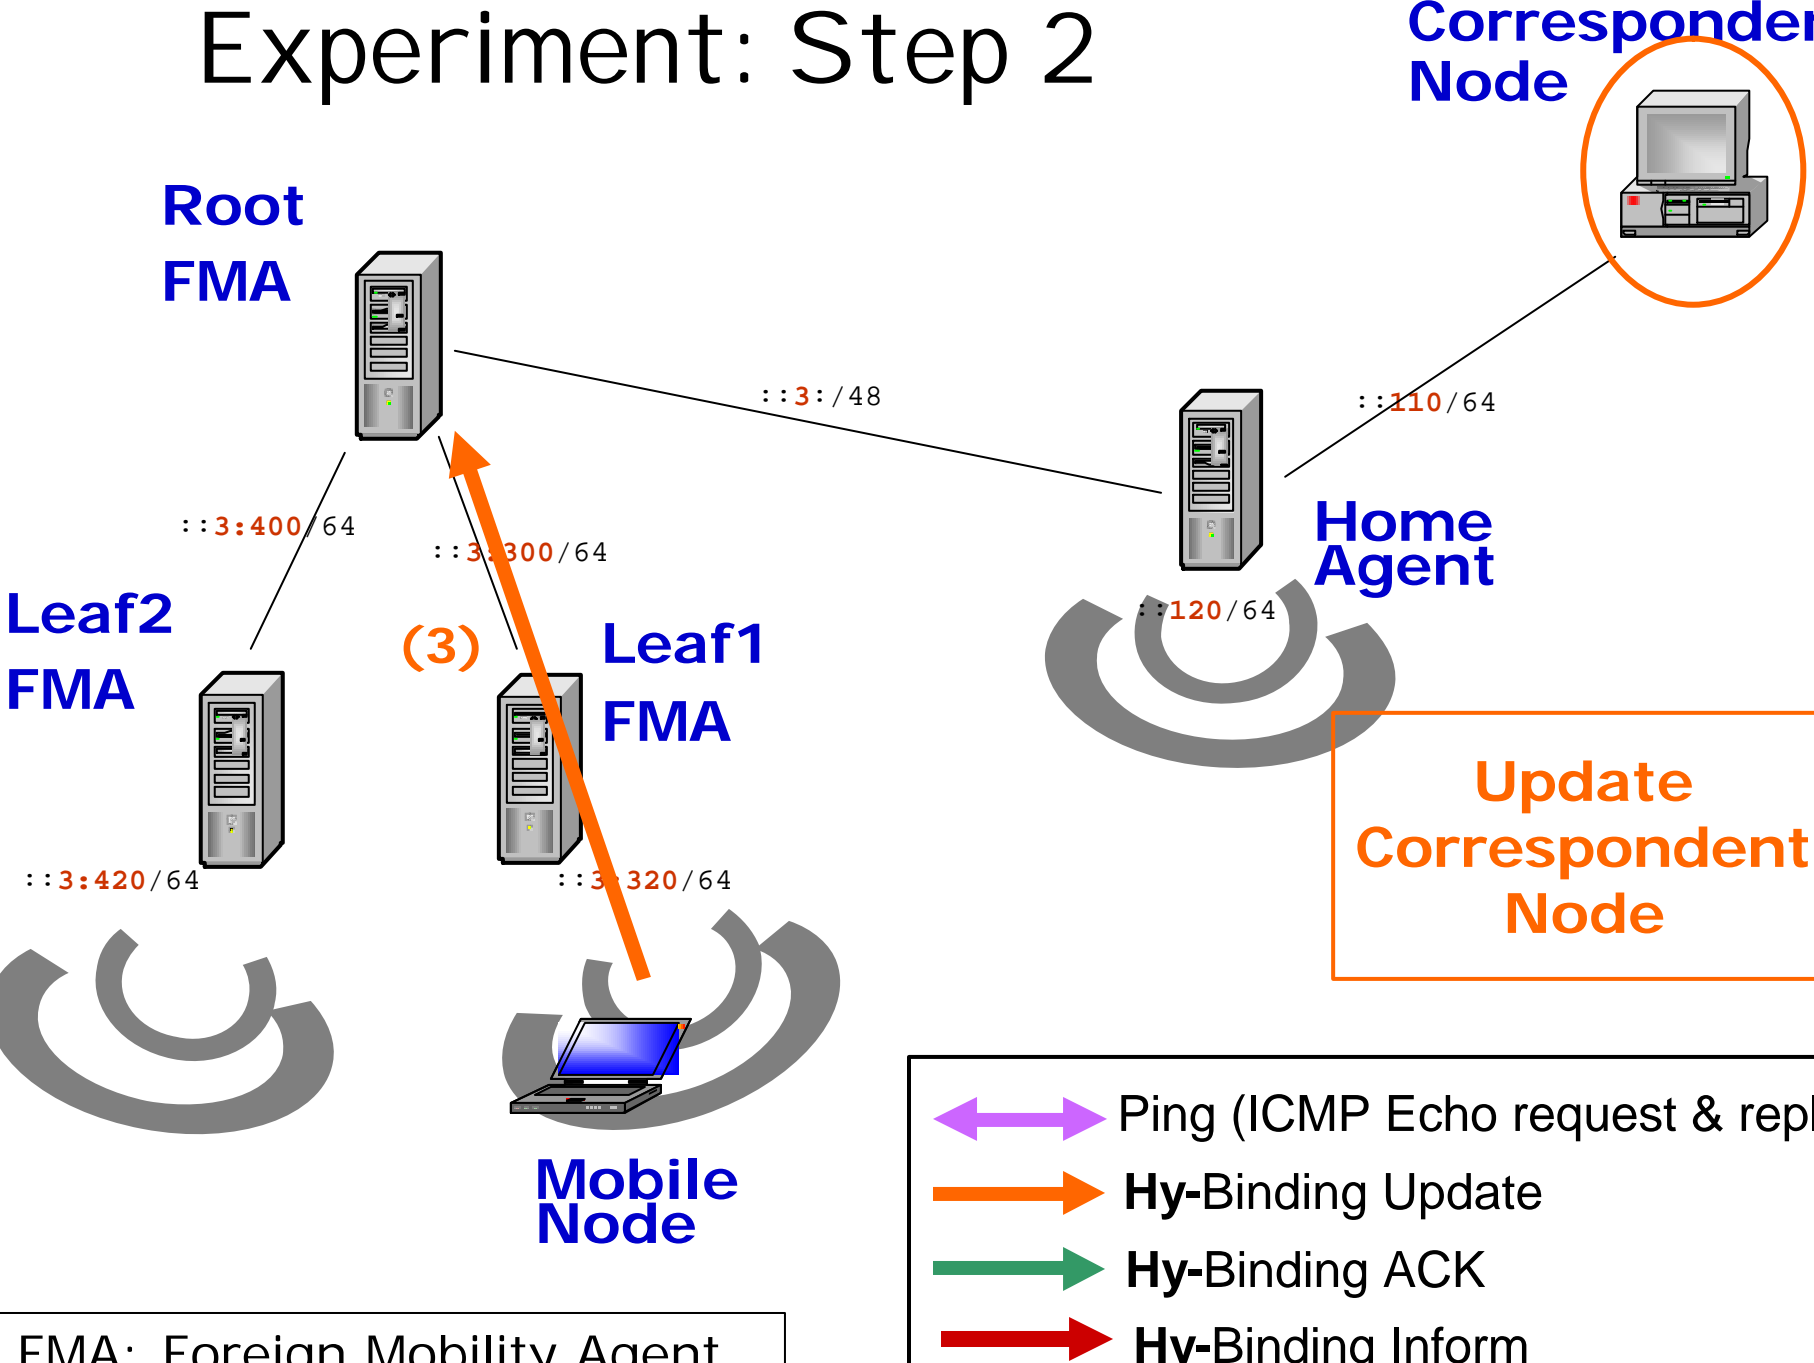 Experiment: Step 2
Node
Root
FMA
::3:/48
::110/64
::3:400/64
::3:300/64
Home
Agent
Leaf2
FMA
(3)
Leaf1
FMA
::120/64
Update
Correspondent
Node
::3:420/64
::3:320/64
Mobile
Node
Ping (ICMP Echo request &
Hy-Binding Update
Hy-Binding ACK
Hy-Binding Inform
FMA: Foreign Mobility Agent